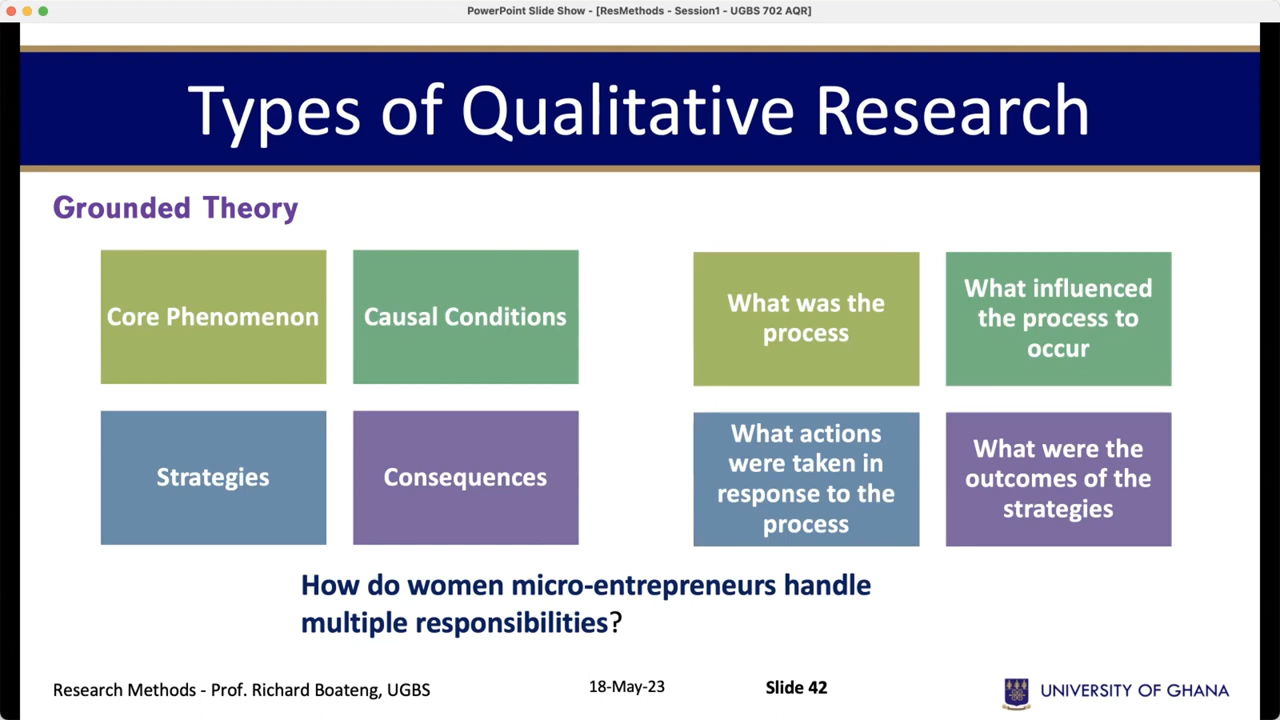 PowerPoint Slide Show - [ResMethods - Session1 - UGBS 702 AQR]
Types of Qualitative Research
Grounded Theory
Core Phenomenon
Causal Conditions
Strategies
Consequences
What was the
process
What influenced
the process to
occur
What actions
were taken in
response to the
process
What were the
outcomes of the
strategies
How do women micro-entrepreneurs handle
multiple responsibilities?
Research Methods - Prof. Richard Boateng, UGBS
18-May-23
Slide 42
UNIVERSITY OF GHANA